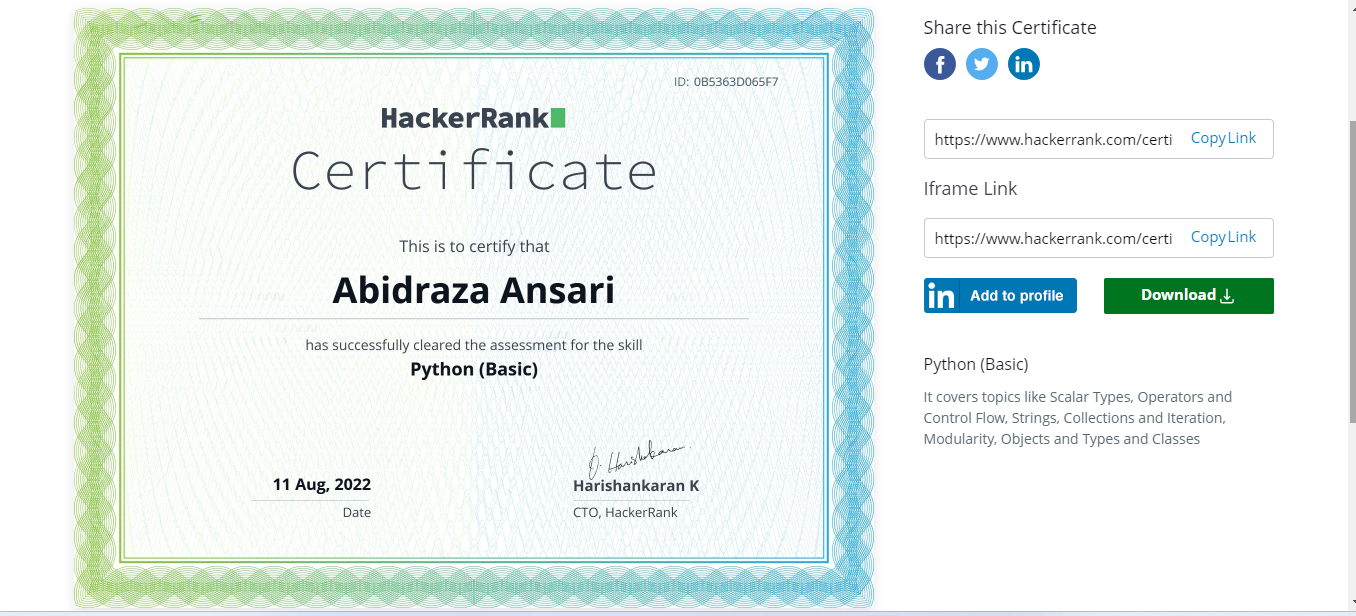 ID: 0B5363D065F7
HackerRank
Certificate
This is to certify that
Abidraza Ansari
has successfully cleared the assessment for the skill
Python (Basic)
11 Aug, 2022
Date
Harishankaran K
CTO, HackerRank
Share this Certificate
https://www.hackerrank.com/certi
Copy Link
Iframe Link
https://www.hackerrank.com/certi
Copy Link
in Add to profile
Download
Python (Basic)
It covers topics like Scalar Types, Operators and
Control Flow, Strings, Collections and Iteration,
Modularity, Objects and Types and Classes